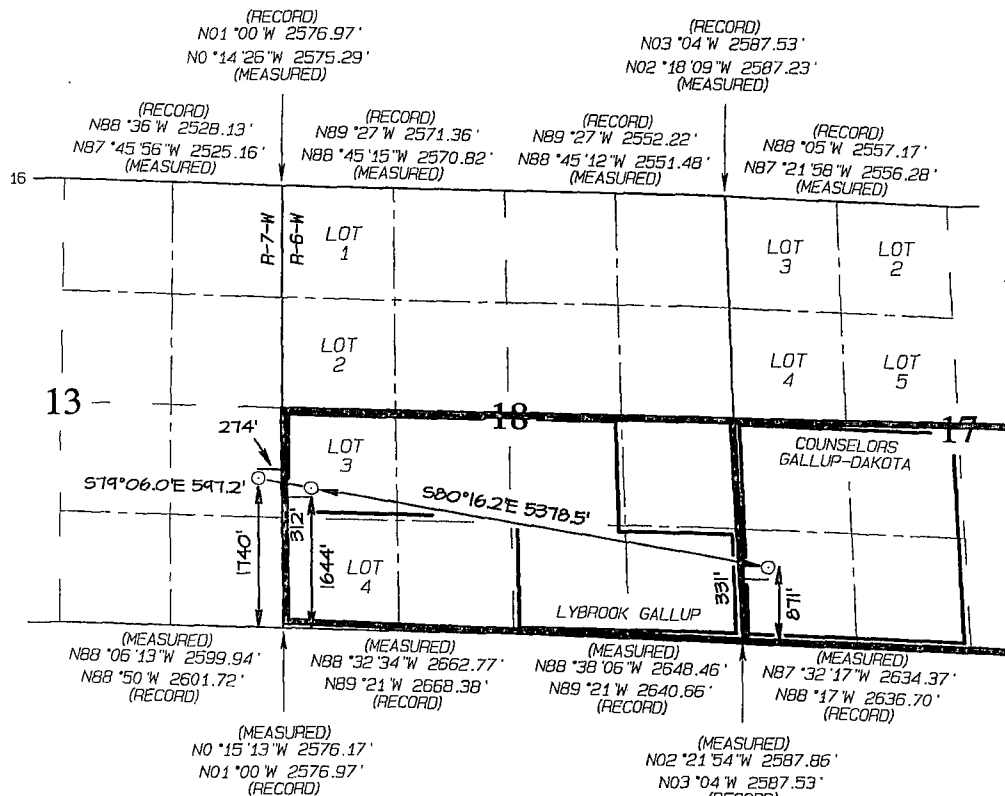 (RECORD)
N01°00'W 2576.97'
N0°14'26"W 2575.29'
(MEASURED)
(RECORD)
N03°04'W 2587.53'
N02°18'09"W 2587.23'
(MEASURED)
(RECORD)
N88°36'W 2528.13'
N87°45'56"W 2525.16'
(MEASURED)
(RECORD)
N89°27'W 2571.36'
N88°45'15"W 2570.82'
(MEASURED)
(RECORD)
N89°27'W 2552.22'
N88°45'12"W 2551.48'
(MEASURED)
(RECORD)
N88°05'W 2557.17'
N87°21'58"W 2556.28'
(MEASURED)
16
R-7-W
R-6-W
LOT
1
LOT
3
LOT
2
LOT
2
LOT
4
LOT
5
13
18
17
274'
LOT
3
COUNSELORS
GALLUP-DAKOTA
S79°06.0'E 597.2'
S80°16.2'E 5378.5'
1740'
312'
1644'
LOT
4
LYBROOK GALLUP
331'
871'
(MEASURED)
N88°06'13"W 2599.94'
N88°50'W 2601.72'
(RECORD)
(MEASURED)
N88°32'34"W 2662.77'
N89°21'W 2668.38'
(RECORD)
(MEASURED)
N88°38'06"W 2648.46'
N89°21'W 2640.66'
(RECORD)
(MEASURED)
N87°32'17"W 2634.37'
N88°17'W 2636.70'
(RECORD)
(MEASURED)
N0°15'13"W 2576.17'
N01°00'W 2576.97'
(RECORD)
(MEASURED)
N02°21'54"W 2587.86'
N03°04'W 2587.53'
(RECORD)